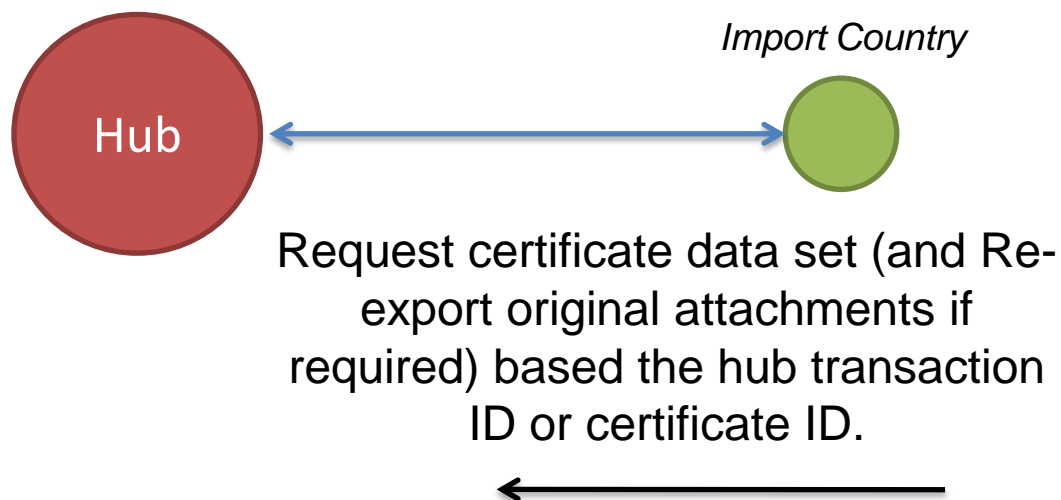 Import Country
Hub
Request certificate data set (and Re-
export original attachments if
required) based the hub transaction
ID or certificate ID.